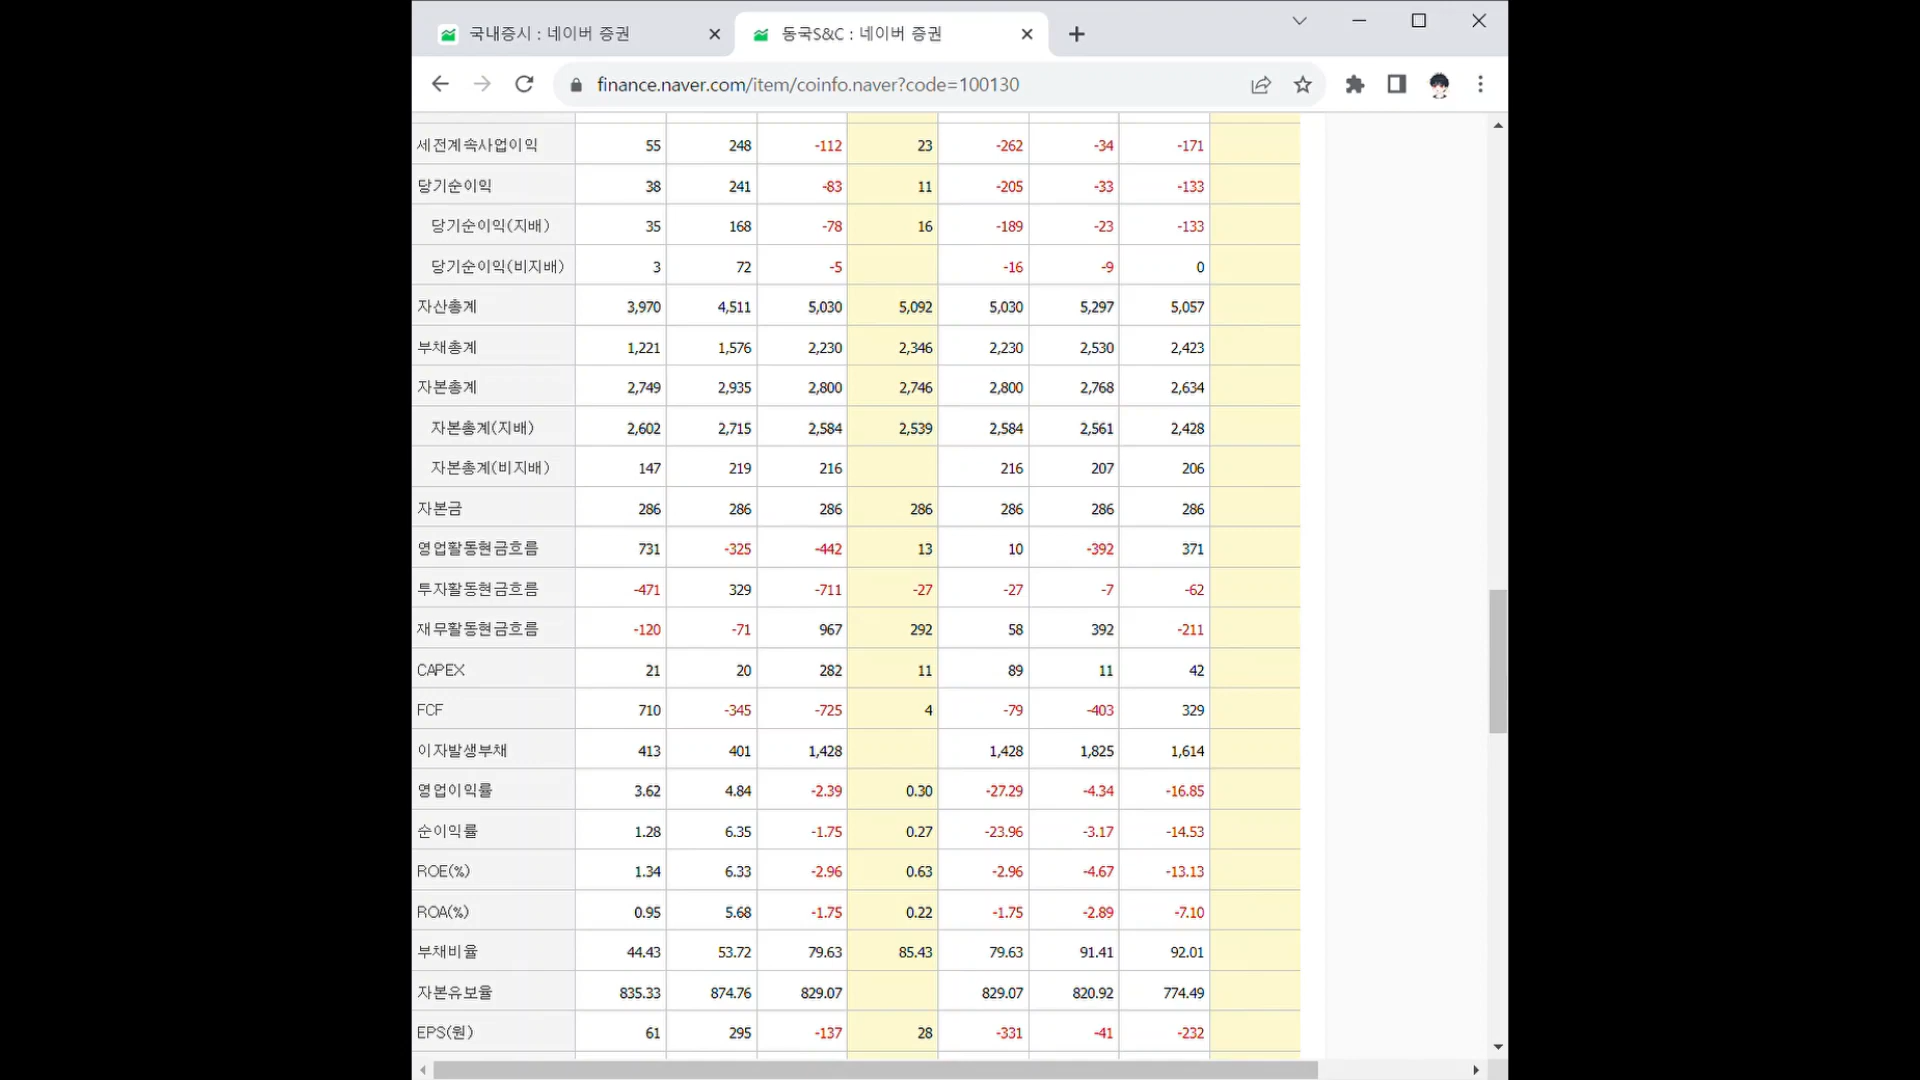 국내증시 : 네이버 증권
동국S&C : 네이버 증권
finance.naver.com/item/coinfo.naver?code=100130
세전계속사업이익 55 248 -112 23 -262 -34 -171
당기순이익 38 241 -83 11 -205 -33 -133
당기순이익(지배) 35 168 -78 16 -189 -23 -133
당기순이익(비지배) 3 72 -5 -16 -9 0
자산총계 3,970 4,511 5,030 5,092 5,030 5,297 5,057
부채총계 1,221 1,576 2,230 2,346 2,230 2,530 2,423
자본총계 2,749 2,935 2,800 2,746 2,800 2,768 2,634
자본총계(지배) 2,602 2,715 2,584 2,539 2,584 2,561 2,428
자본총계(비지배) 147 219 216 216 207 206
자본금 286 286 286 286 286 286 286
영업활동현금흐름 731 -325 -442 13 10 -392 371
투자활동현금흐름 -471 329 -711 -27 -27 -7 -62
재무활동현금흐름 -120 -71 967 292 58 392 -211
CAPEX 21 20 282 11 89 11 42
FCF 710 -345 -725 4 -79 -403 329
이자발생부채 413 401 1,428 1,428 1,825 1,614
영업이익률 3.62 4.84 -2.39 0.30 -27.29 -4.34 -16.85
순이익률 1.28 6.35 -1.75 0.27 -23.96 -3.17 -14.53
ROE(%) 1.34 6.33 -2.96 0.63 -2.96 -4.67 -13.13
ROA(%) 0.95 5.68 -1.75 0.22 -1.75 -2.89 -7.10
부채비율 44.43 53.72 79.63 85.43 79.63 91.41 92.01
자본유보율 835.33 874.76 829.07 829.07 820.92 774.49
EPS(원) 61 295 -137 28 -331 -41 -232